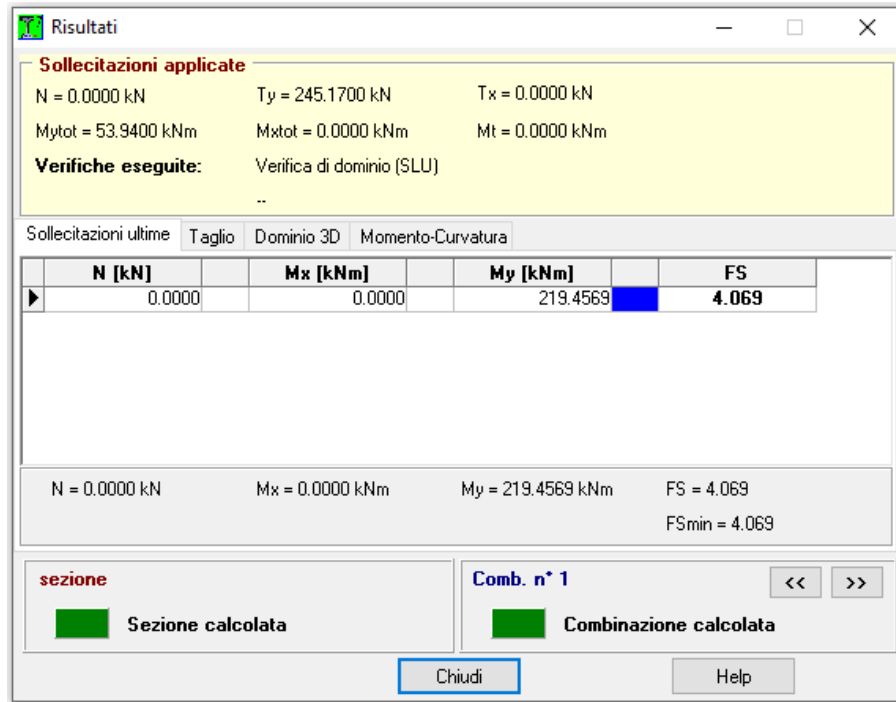 Risultati
Sollecitazioni applicate
N = 0.0000 kN Ty = 245.1700 kN Tx = 0.0000 kN
Mytot = 53.9400 kNm Mxtot = 0.0000 kNm Mt = 0.0000 kNm
Verifiche eseguite: Verifica di dominio (SLU)
--
Sollecitazioni ultime Taglio Dominio 3D Momento-Curvatura
N [kN] Mx [kNm] My [kNm] FS
0.0000 0.0000 219.4569 4.069
N = 0.0000 kN Mx = 0.0000 kNm My = 219.4569 kNm FS = 4.069
FSmin = 4.069
sezione Comb. n° 1 << >>
Sezione calcolata Combinazione calcolata
Chiudi Help